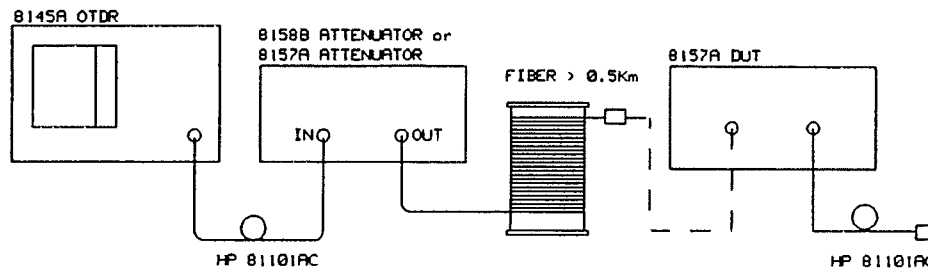 8145A OTDR
8158B ATTENUATOR or
8157A ATTENUATOR
8157A DUT
FIBER > 0.5Km
IN
OUT
HP 81101AC
HP 81101AC